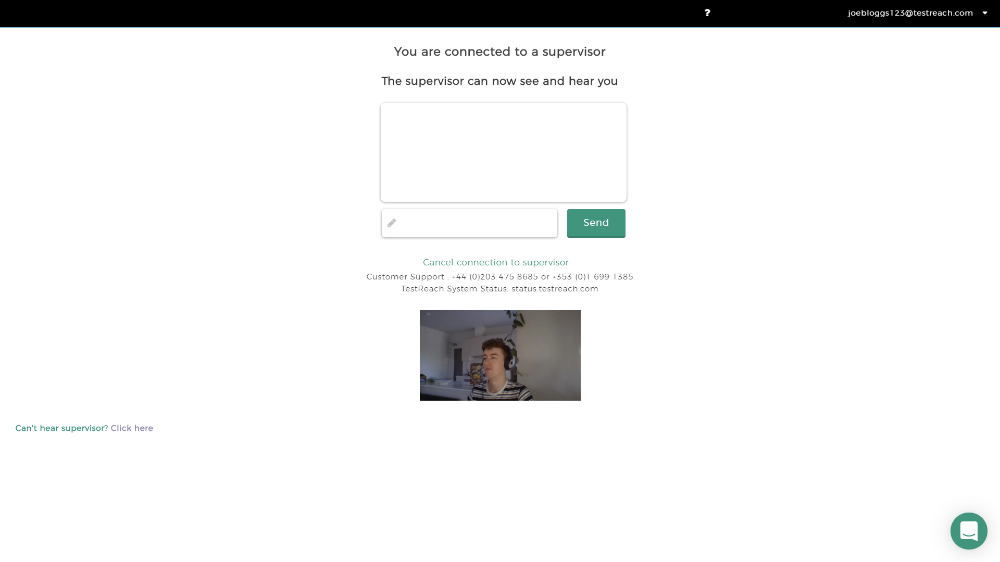 ?
joebloggs123@testreach.com
You are connected to a supervisor
The supervisor can now see and hear you
Send
Cancel connection to supervisor
Customer Support : +44 (0)203 475 8685 or +353 (0)1 699 1385
TestReach System Status: status.testreach.com
Can't hear supervisor? Click here